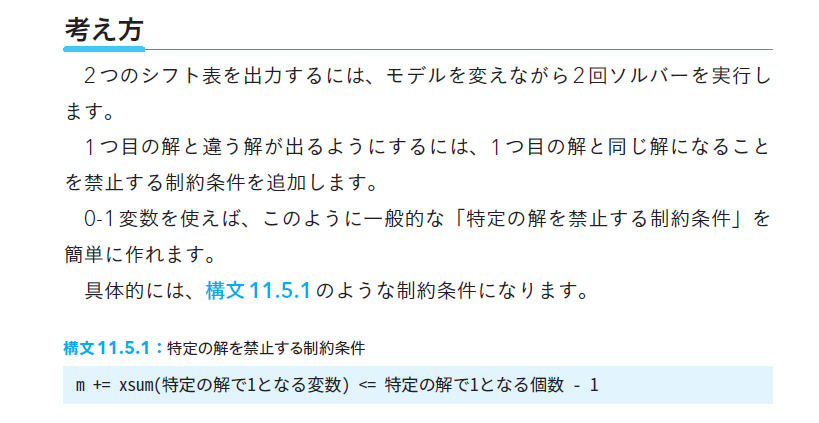 考え方
2つのシフト表を出力するには、モデルを変えながら2回ソルバーを実行し
ます。
1つ目の解と違う解が出るようにするには、1つ目の解と同じ解になること
を禁止する制約条件を追加します。
0-1変数を使えば、このように一般的な「特定の解を禁止する制約条件」を
簡単に作れます。
具体的には、構文11.5.1のような制約条件になります。
構文11.5.1：特定の解を禁止する制約条件
m += xsum(特定の解で1となる変数) <= 特定の解で1となる個数 - 1